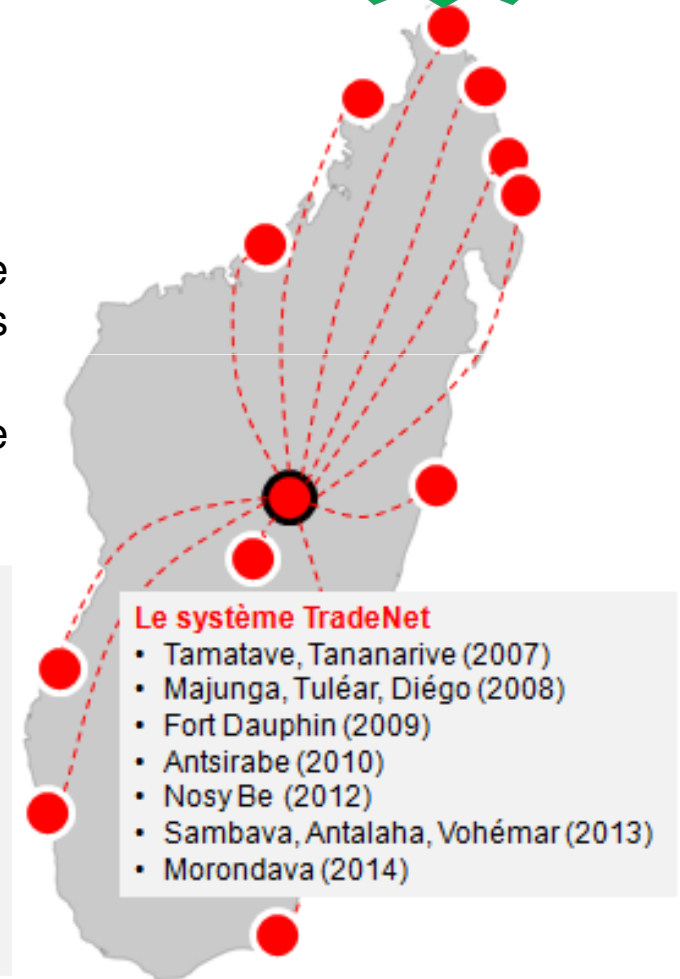 e
s
e
Le système TradeNet
• Tamatave, Tananarive (2007)
• Majunga, Tuléar, Diégo (2008)
• Fort Dauphin (2009)
• Antsirabe (2010)
• Nosy Be (2012)
• Sambava, Antalaha, Vohémar (2013)
• Morondava (2014)